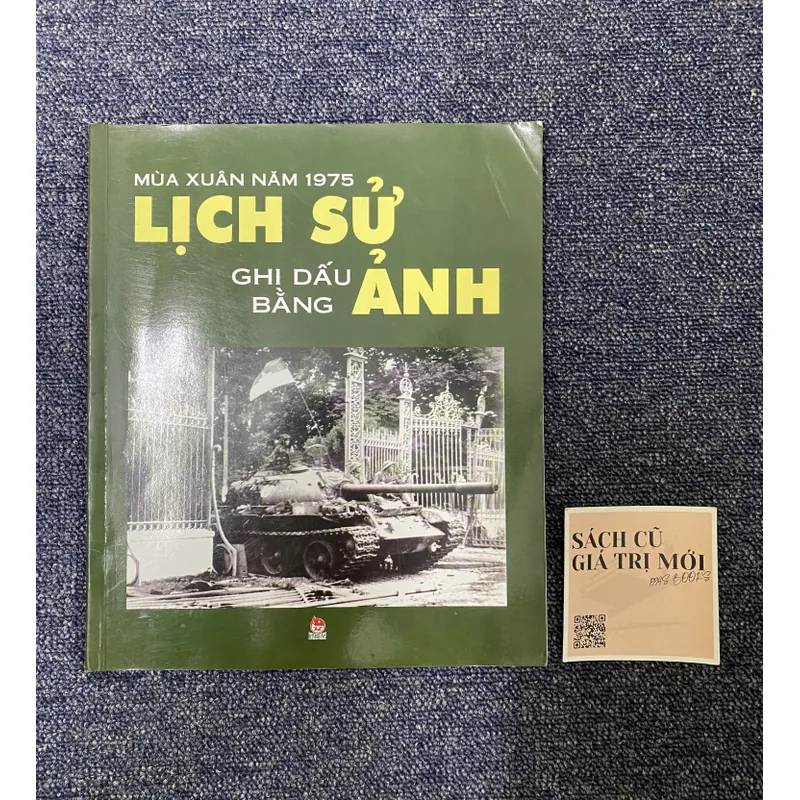 MÙA XUÂN NĂM 1975
LỊCH SỬ
GHI DẤU
BẰNG ẢNH
SÁCH CŨ
GIÁ TRỊ MỚI